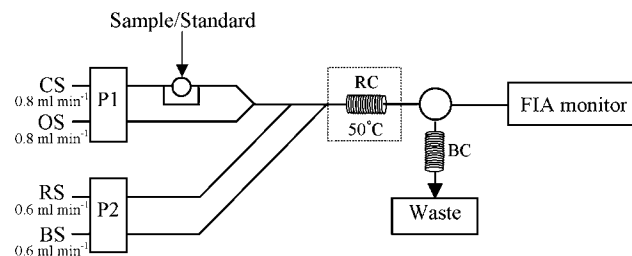 Sample/Standard
CS
0.8 ml min⁻¹
OS
0.8 ml min⁻¹
P1
RC
50°C
FIA monitor
BC
RS
0.6 ml min⁻¹
BS
0.6 ml min⁻¹
P2
Waste